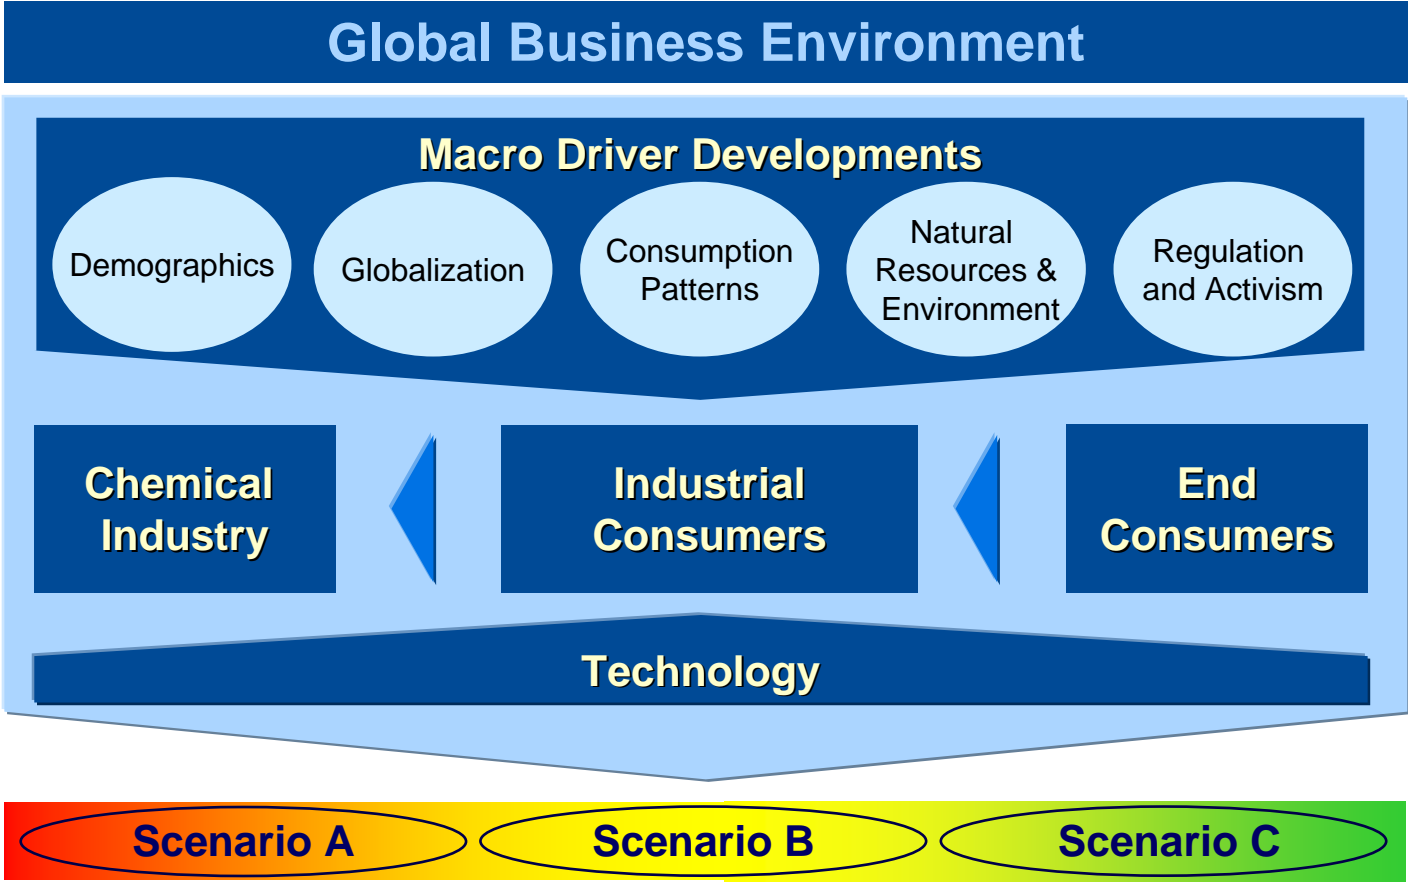 Global Business Environment
Macro Driver Developments
Demographics
Globalization
Consumption
Patterns
Natural
Resources &
Environment
Regulation
and Activism
Chemical
Industry
Industrial
Consumers
End
Consumers
Technology
Scenario A
Scenario B
Scenario C